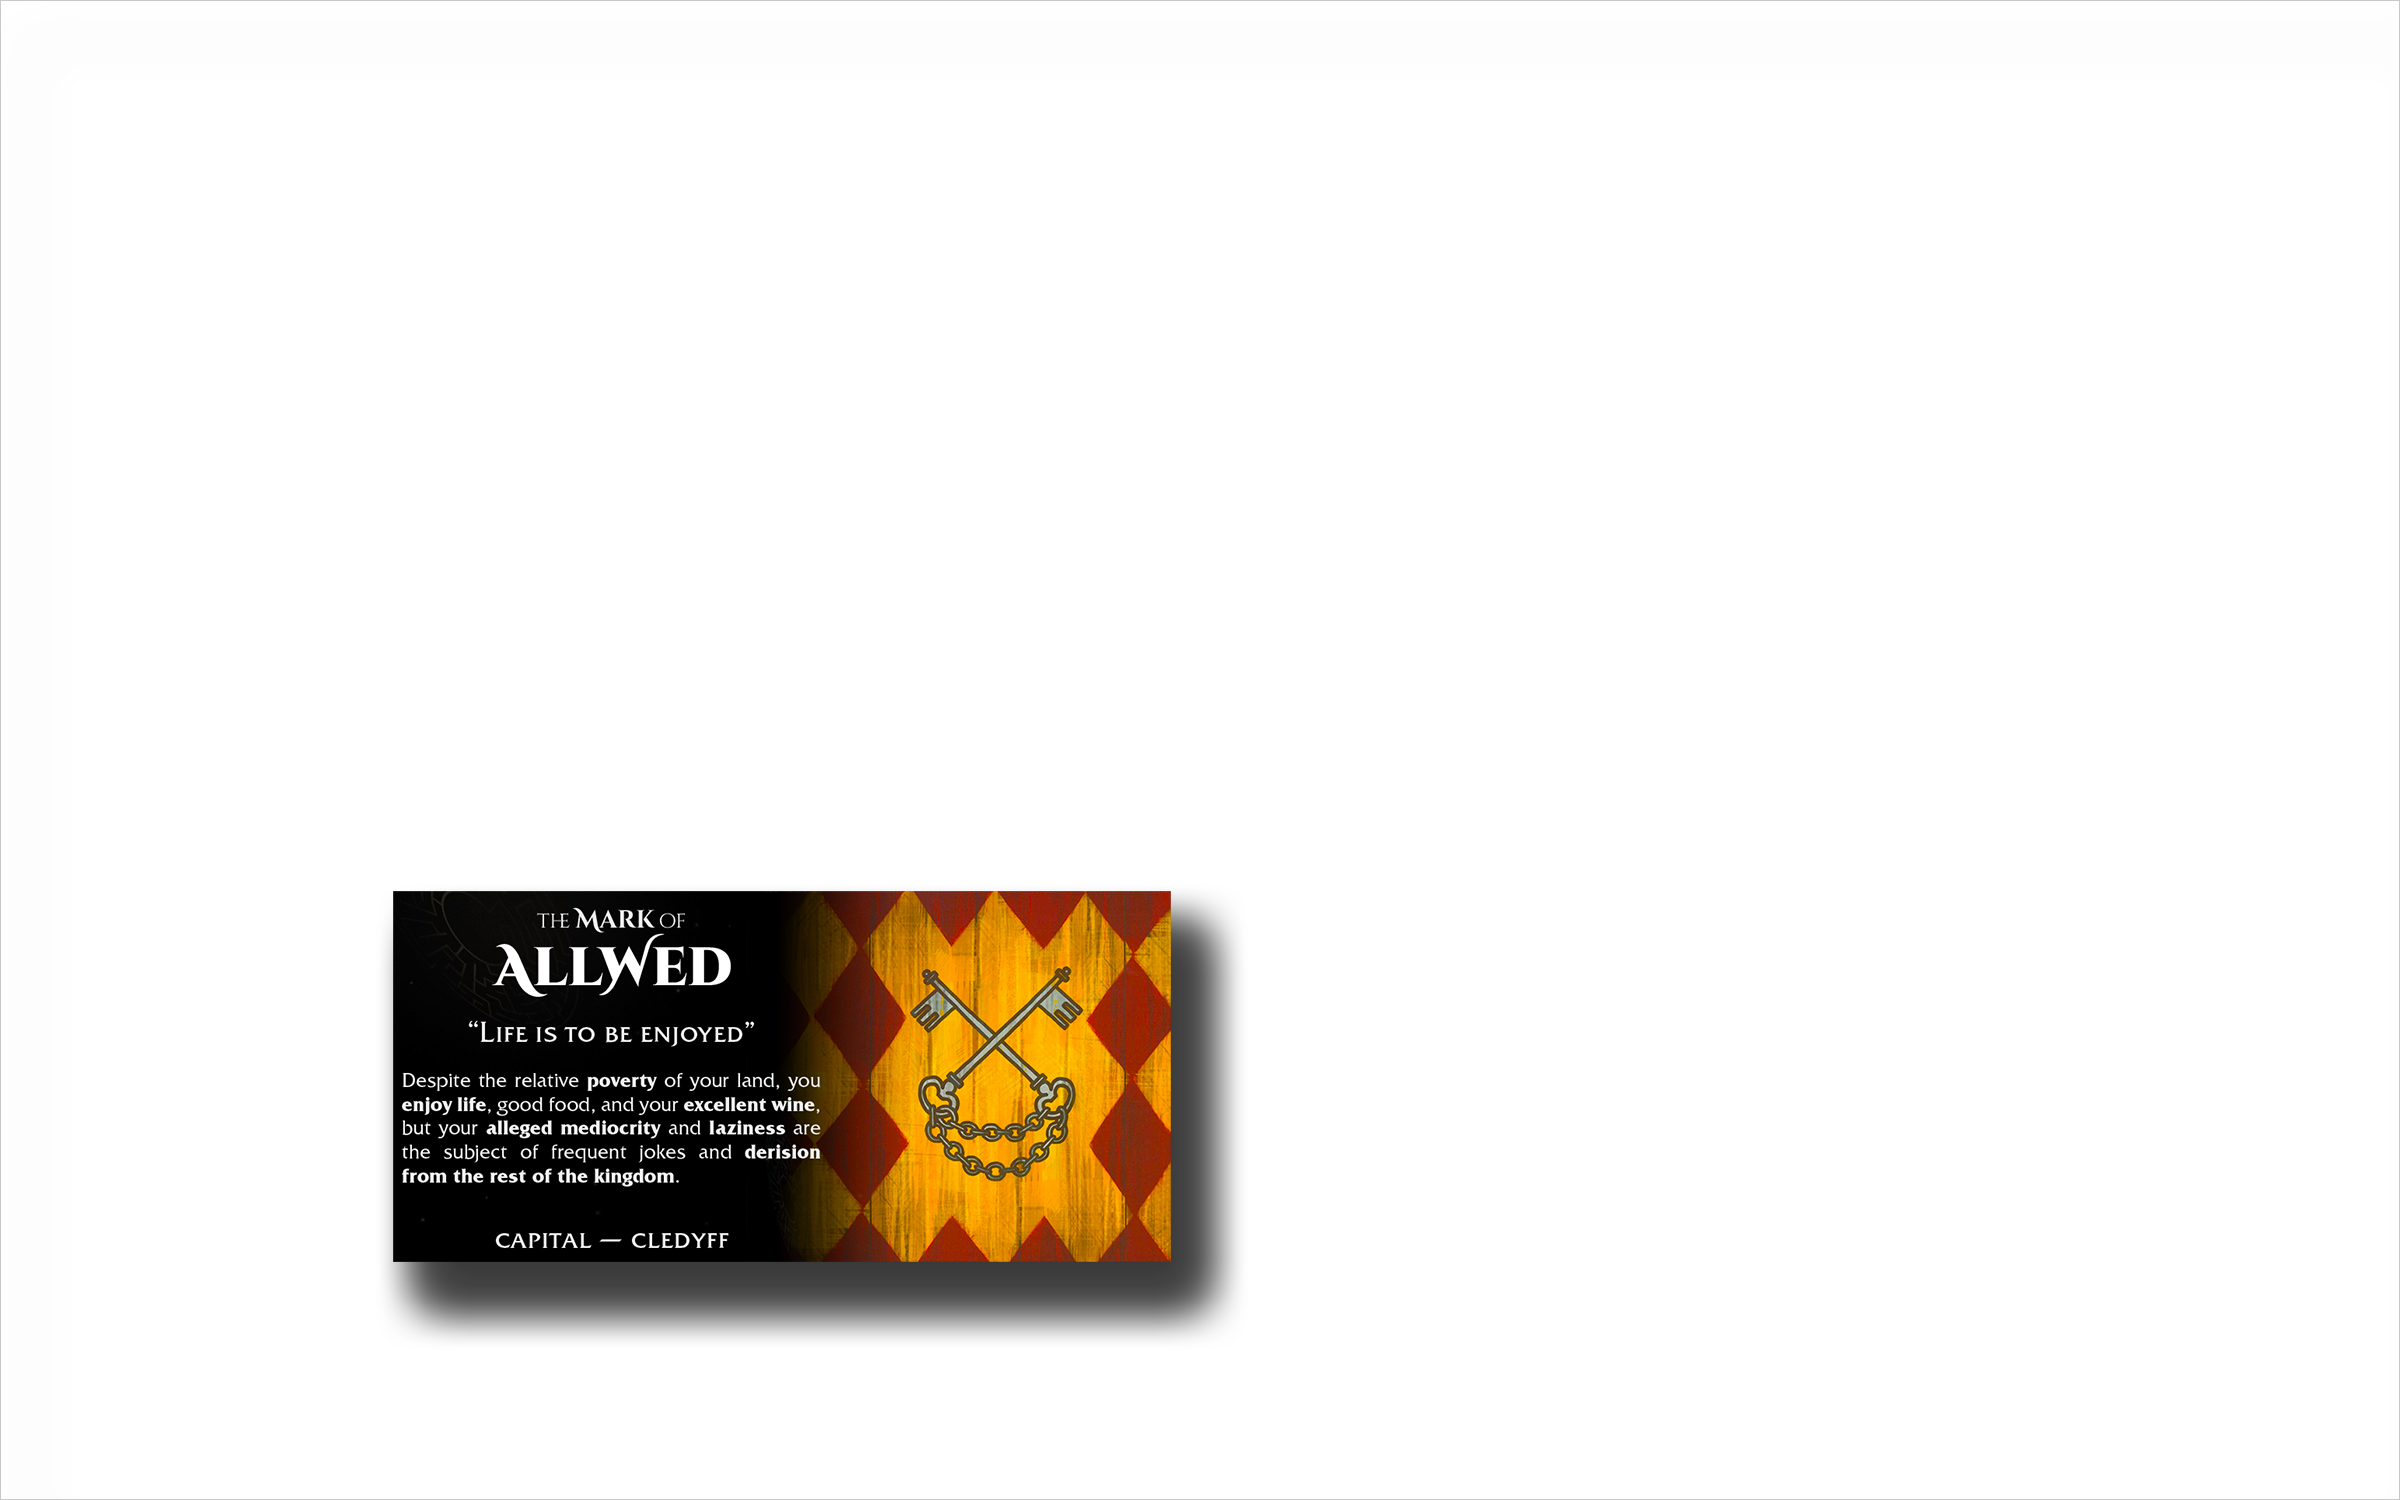 THE MARK OF
ALLWED
“LIFE IS TO BE ENJOYED”
Despite the relative poverty of your land, you
enjoy life, good food, and your excellent wine,
but your alleged mediocrity and laziness are
the subject of frequent jokes and derision
from the rest of the kingdom.
CAPITAL — CLEDYFF